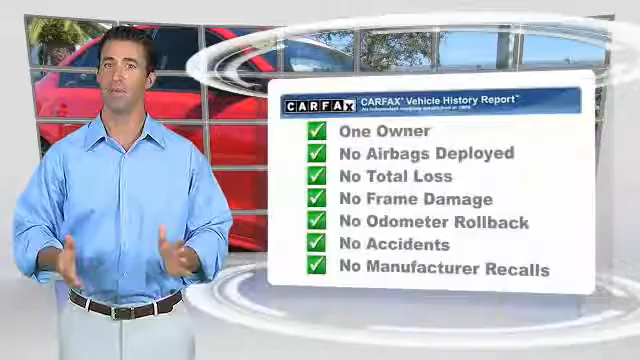 CARFAX CARFAX® Vehicle History Report™
One Owner
No Airbags Deployed
No Total Loss
No Frame Damage
No Odometer Rollback
No Accidents
No Manufacturer Recalls